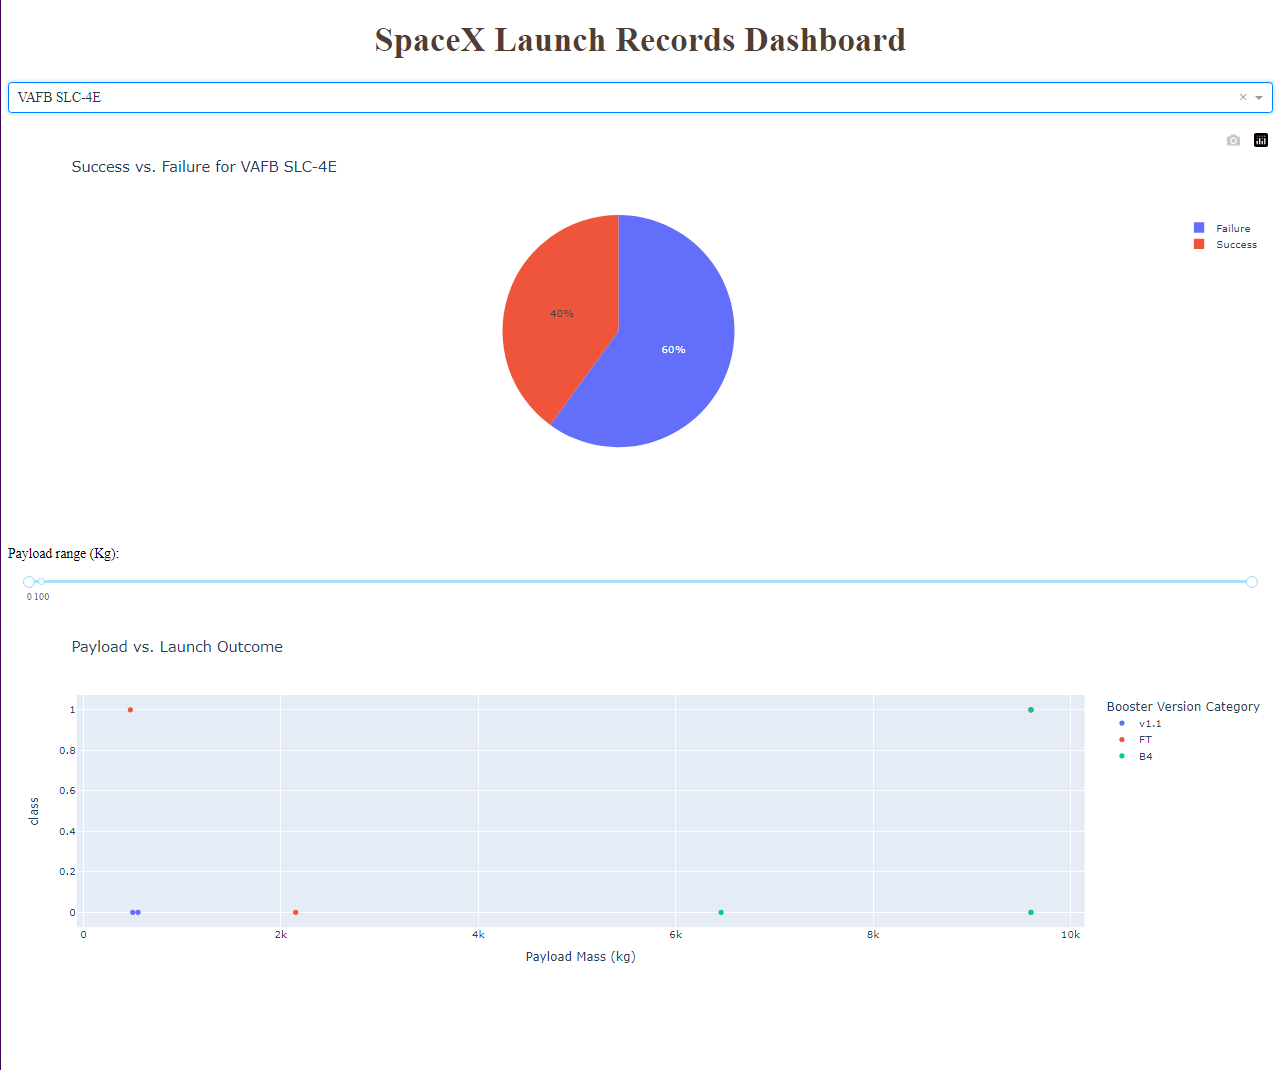 SpaceX Launch Records Dashboard
VAFB SLC-4E
Success vs. Failure for VAFB SLC-4E
Failure
Success
40%
60%
Payload range (Kg):
0 100
Payload vs. Launch Outcome
Booster Version Category
v1.1
FT
B4
1
0.8
0.6
0.4
0.2
0
class
0 2k 4k 6k 8k 10k
Payload Mass (kg)